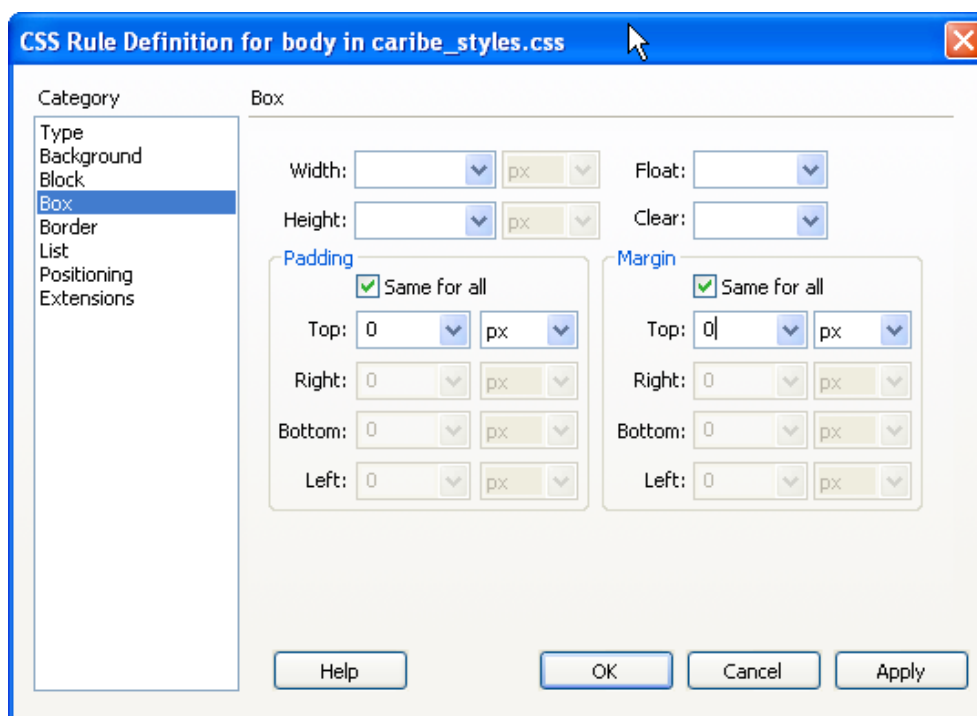 CSS Rule Definition for body in caribe_styles.css
Category
Type
Background
Block
Box
Border
List
Positioning
Extensions
Box
Width: px Float:
Height: px Clear:
Padding
Same for all
Top: 0 px
Right: 0 px
Bottom: 0 px
Left: 0 px
Margin
Same for all
Top: 0 px
Right: 0 px
Bottom: 0 px
Left: 0 px
Help OK Cancel Apply